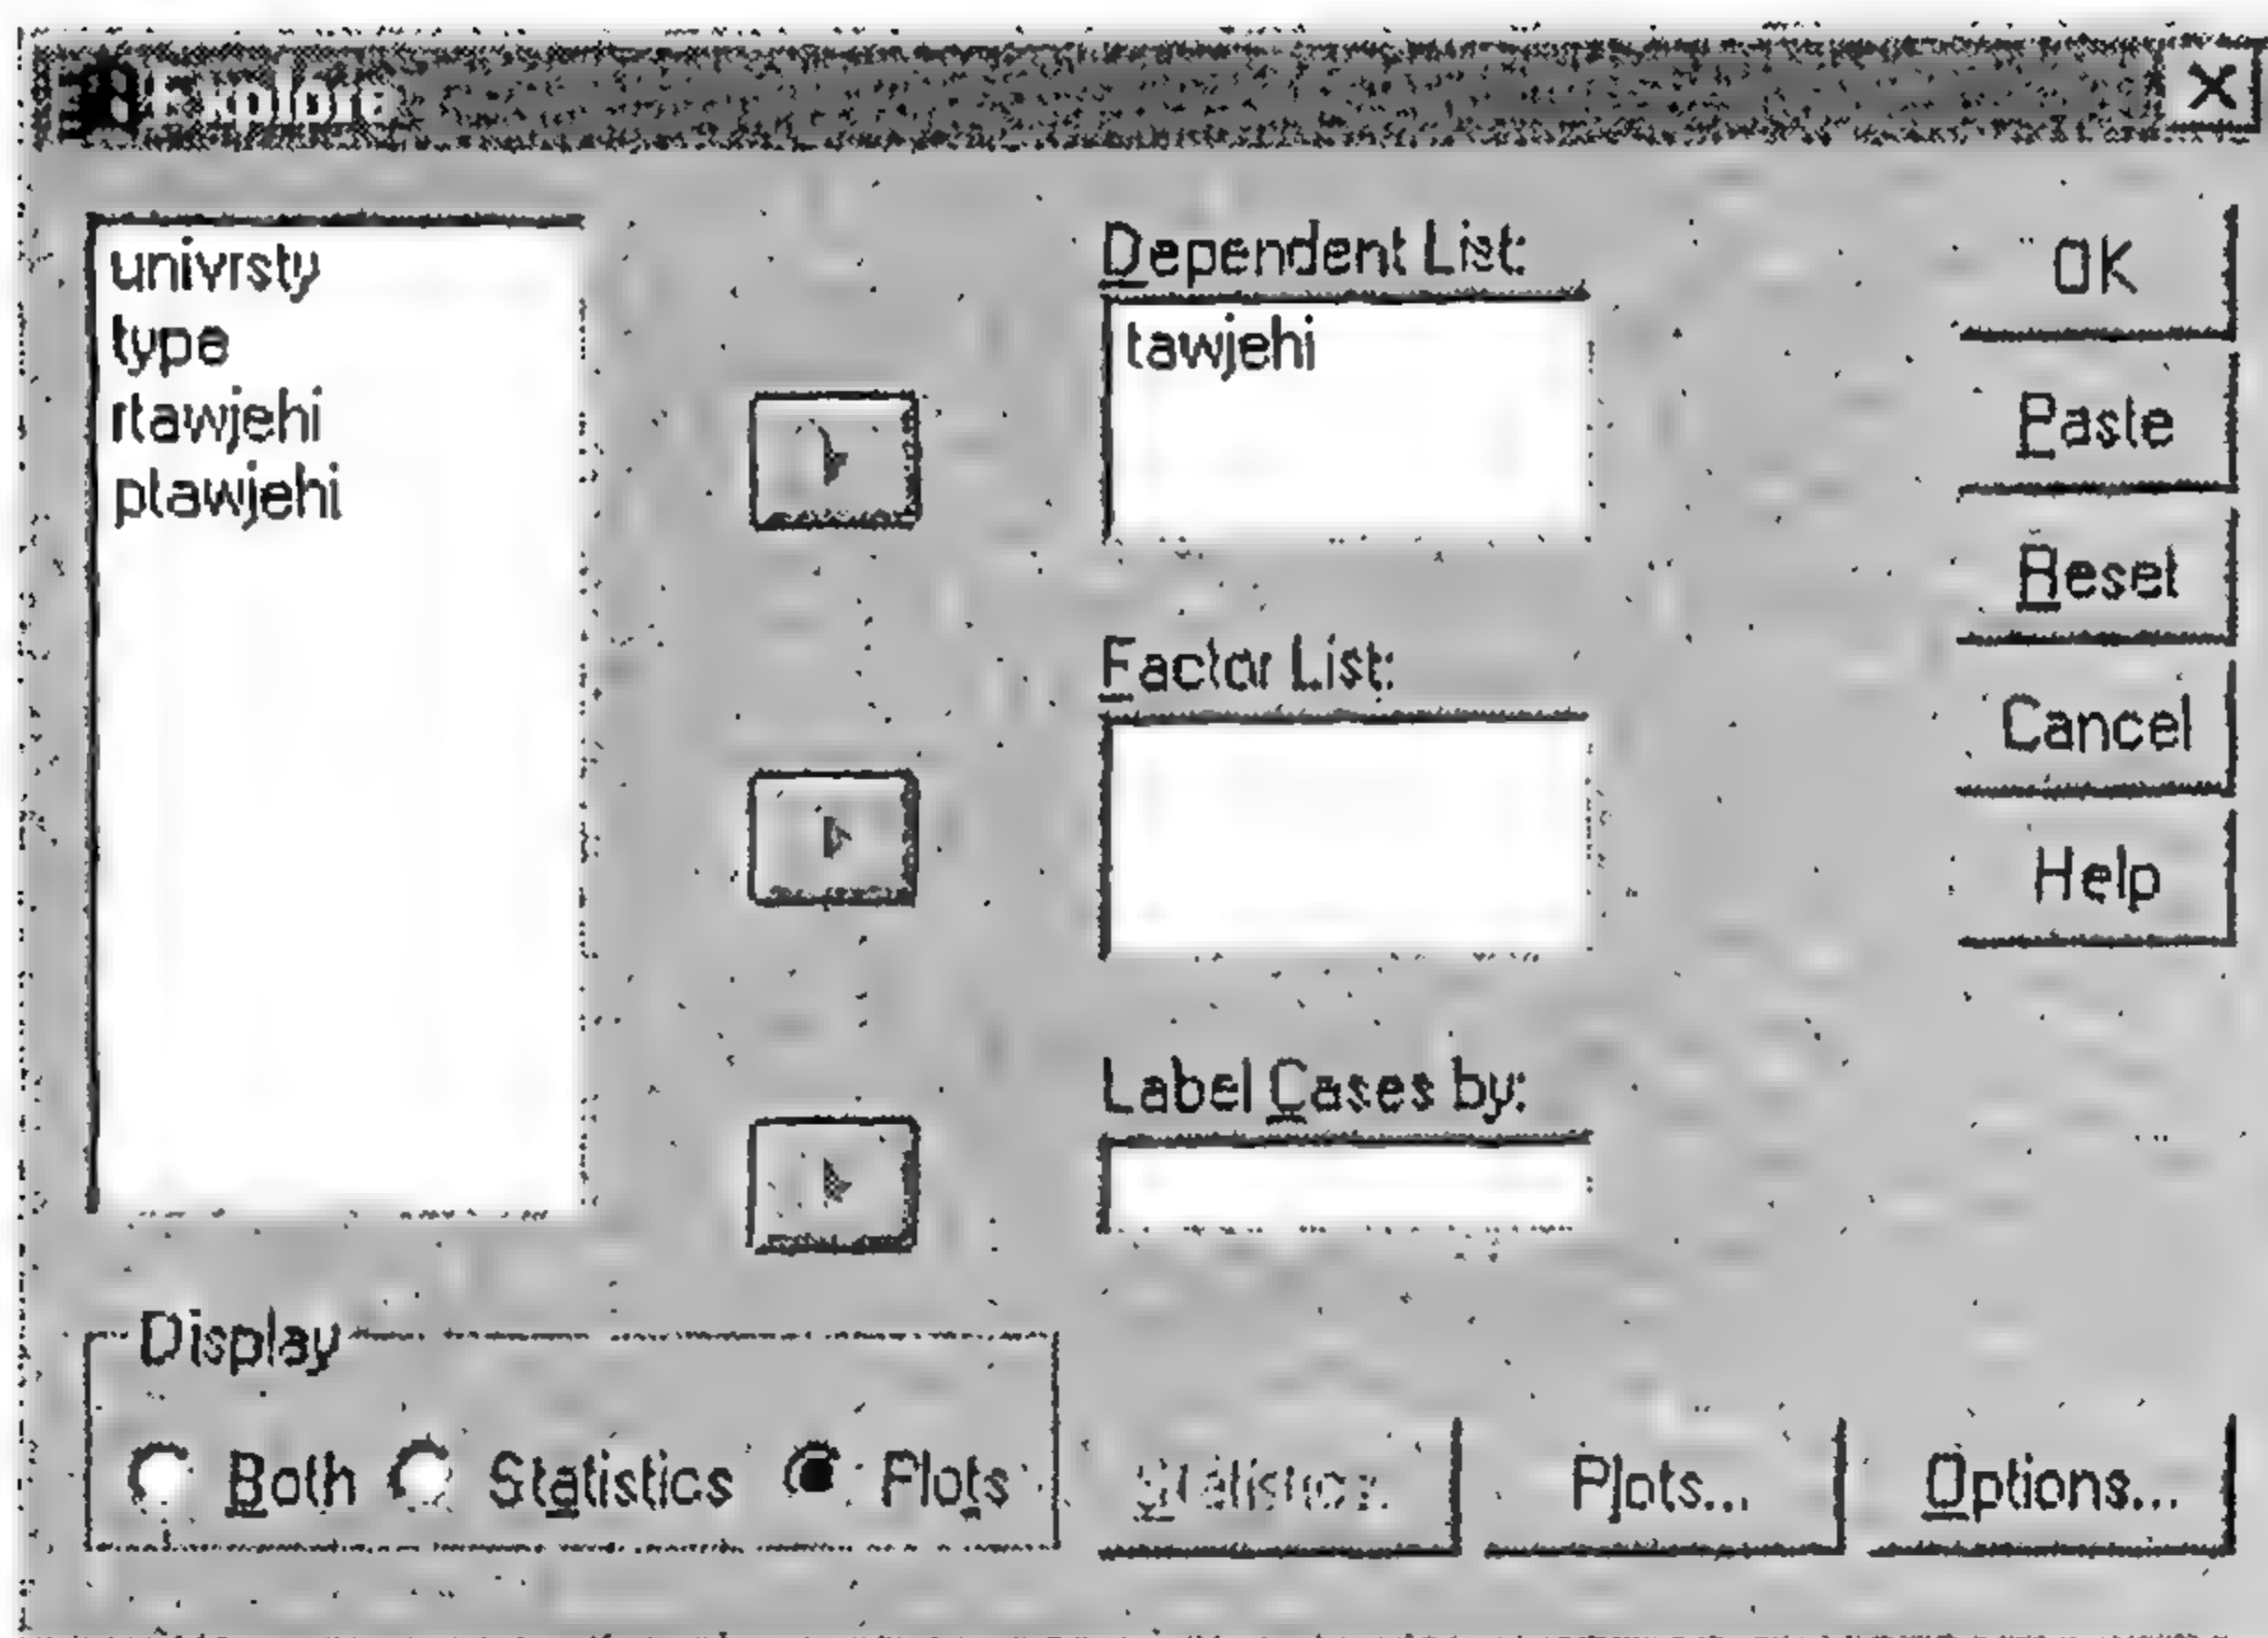 Explore
univrsty
type
rtawjehi
ptawjehi
Dependent List:
tawjehi
Factor List:
Label Cases by:
OK
Paste
Reset
Cancel
Help
Display
Both Statistics Plots
Statistics... Plots... Options...